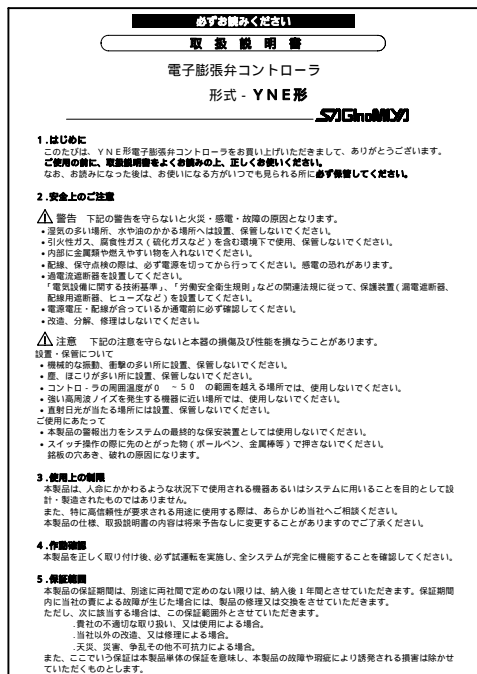 必ずお読みください
取扱説明書
電子膨張弁コントローラ
形式 - YNE形
SAGInoMIYA
1.はじめに
このたびは、YNE形電子膨張弁コントローラをお買い上げいただきまして、ありがとうございます。
ご使用の前に、取扱説明書をよくお読みの上、正しくお使いください。
なお、お読みになった後は、お使いになる方がいつでも見られる所に必ず保管してください。
2.安全上のご注意
警告 下記の警告を守らないと火災・感電・故障の原因となります。
・湿気の多い場所、水や油のかかる場所へは設置、保管しないでください。
・引火性ガス、腐食性ガス(硫化ガスなど)を含む環境下で使用、保管しないでください。
・内部に金属類や燃えやすい物を入れないでください。
・配線、保守点検の際は、必ず電源を切ってから行ってください。感電の恐れがあります。
・過電流遮断器を設置してください。
「電気設備に関する技術基準」、「労働安全衛生規則」などの関連法規に従って、保護装置(漏電遮断器、
配線用遮断器、ヒューズなど)を設置してください。
・電源電圧・配線が合っているか通電前に必ず確認してください。
・改造、分解、修理はしないでください。
注意 下記の注意を守らないと本器の損傷及び性能を損なうことがあります。
設置・保管について
・機械的な振動、衝撃の多い所に設置、保管しないでください。
・塵、ほこりが多い所に設置、保管しないでください。
・コントロ-ラの周囲温度が0 ~50 の範囲を越える場所では、使用しないでください。
・強い高周波ノイズを発生する機器に近い場所では、使用しないでください。
・直射日光が当たる場所には設置、保管しないでください。
ご使用にあたって
・本製品の警報出力をシステムの最終的な保安装置としては使用しないでください。
・スイッチ操作の際に先のとがった物(ボールペン、金属棒等)で押さないでください。
銘板の穴あき、破れの原因になります。
3.使用上の制限
本製品は、人命にかかわるような状況下で使用される機器あるいはシステムに用いることを目的として設
計・製造されたものではありません。
また、特に高信頼性が要求される用途に使用する際は、あらかじめ当社へご相談ください。
本製品の仕様、取扱説明書の内容は将来予告なしに変更することがありますのでご了承ください。
4.作動確認
本製品を正しく取り付け後、必ず試運転を実施し、全システムが完全に機能することを確認してください。
5.保証範囲
本製品の保証期間は、別途に両社間で定めのない限りは、納入後1年間とさせていただきます。保証期間
内に当社の責による故障が生じた場合には、製品の修理又は交換をさせていただきます。
ただし、次に該当する場合は、この保証範囲外とさせていただきます。
.貴社の不適切な取り扱い、又は使用による場合。
.当社以外の改造、又は修理による場合。
.天災、災害、争乱その他不可抗力による場合。
また、ここでいう保証は本製品単体の保証を意味し、本製品の故障や瑕疵により誘発される損害は除かせ
ていただくものとします。